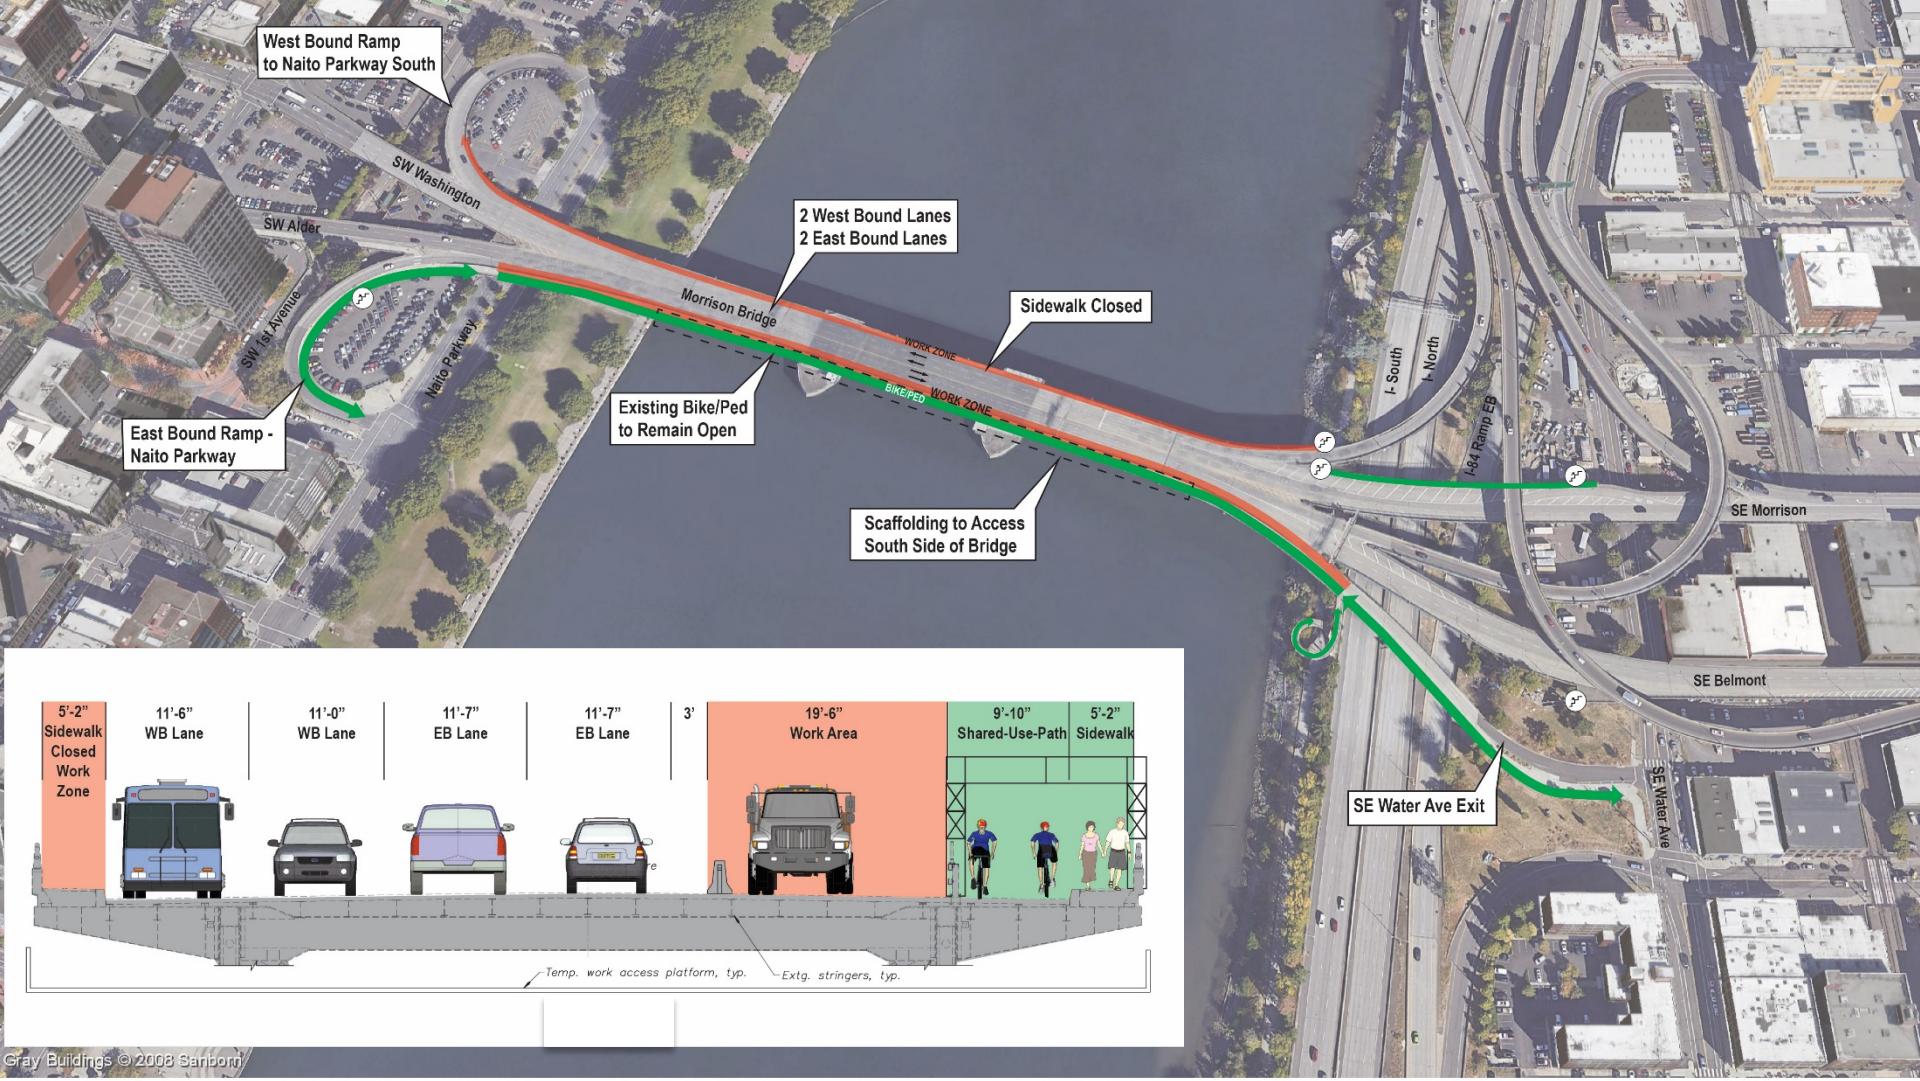 West Bound Ramp
to Naito Parkway South
SW Washington
SW Alder
2 West Bound Lanes
2 East Bound Lanes
Morrison Bridge
Sidewalk Closed
WORK ZONE
WORK ZONE
BIKE/PED
SW 1st Avenue
Naito Parkway
East Bound Ramp -
Naito Parkway
Existing Bike/Ped
to Remain Open
Scaffolding to Access
South Side of Bridge
I- South
I- North
I-84 Ramp EB
SE Morrison
SE Belmont
SE Water Ave
SE Water Ave Exit
5'-2"
Sidewalk
Closed
Work
Zone
11'-6"
WB Lane
11'-0"
WB Lane
11'-7"
EB Lane
11'-7"
EB Lane
3'
19'-6"
Work Area
9'-10"
Shared-Use-Path
5'-2"
Sidewalk
re
Temp. work access platform, typ.
Extg. stringers, typ.
Gray Buildings © 2008 Sanborn